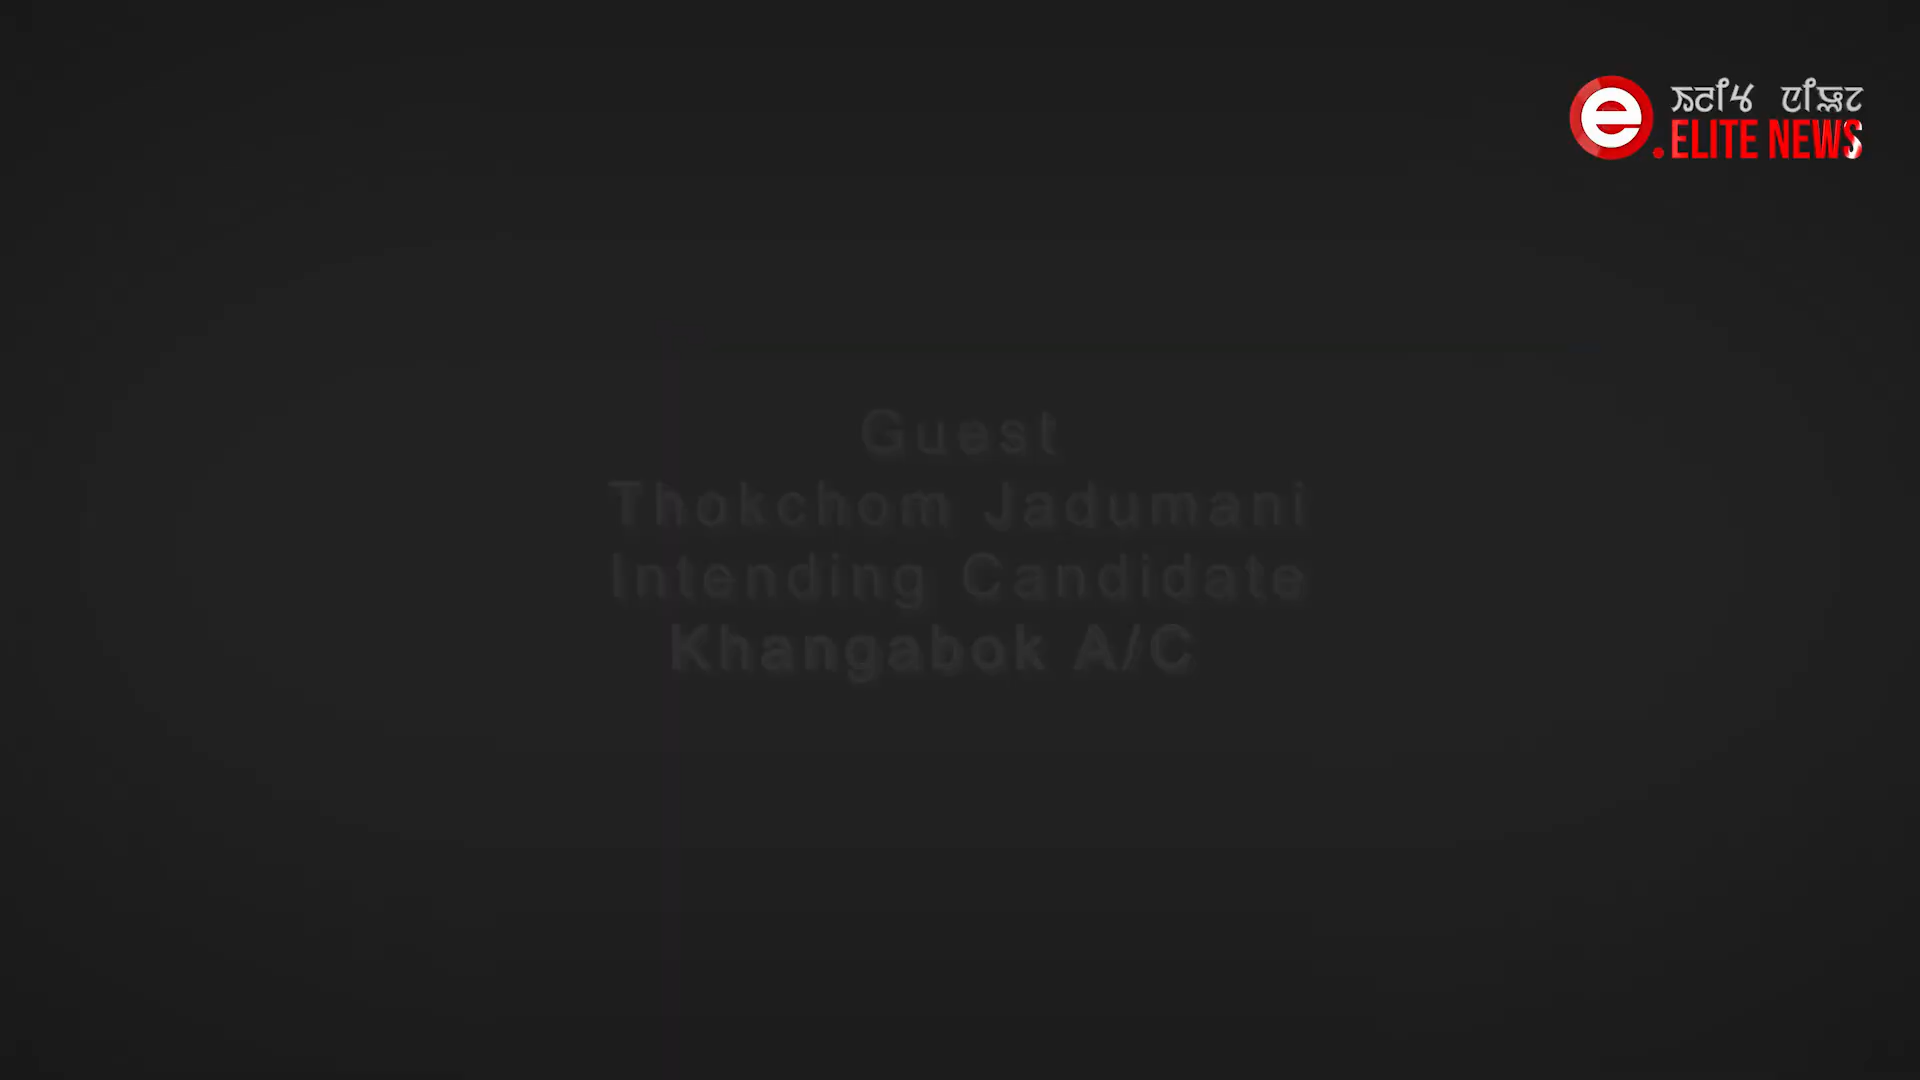 ELITE NEWS
Guest
Thokchom Jadumani
Intending Candidate
Khangabok A/C